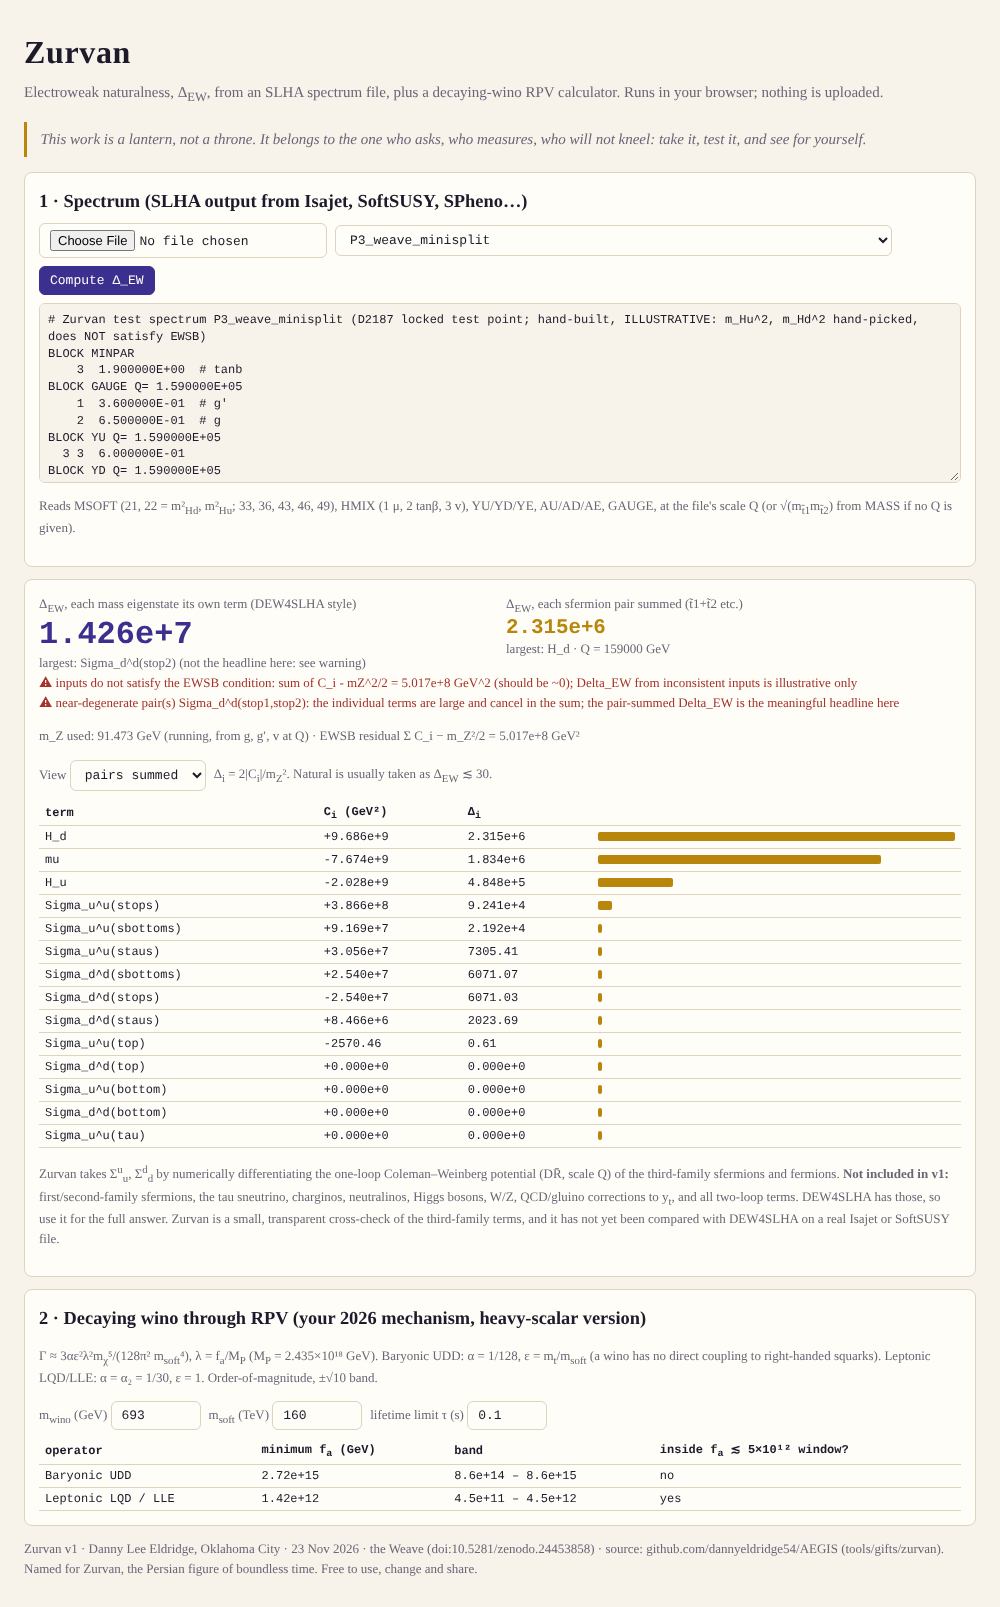 Zurvan
Electroweak naturalness, Δ_EW, from an SLHA spectrum file, plus a decaying-wino RPV calculator. Runs in your browser; nothing is uploaded.
This work is a lantern, not a throne. It belongs to the one who asks, who measures, who will not kneel: take it, test it, and see for yourself.
1 · Spectrum (SLHA output from Isajet, SoftSUSY, SPheno…)
Choose File No file chosen P3_weave_minisplit
Compute Δ_EW
# Zurvan test spectrum P3_weave_minisplit (D2187 locked test point; hand-built, ILLUSTRATIVE: m_Hu^2, m_Hd^2 hand-picked,
does NOT satisfy EWSB)
BLOCK MINPAR
3 1.900000E+00 # tanb
BLOCK GAUGE Q= 1.590000E+05
1 3.600000E-01 # g'
2 6.500000E-01 # g
BLOCK YU Q= 1.590000E+05
3 3 6.000000E-01
BLOCK YD Q= 1.590000E+05
Reads MSOFT (21, 22 = m²_Hd, m²_Hu; 33, 36, 43, 46, 49), HMIX (1 μ, 2 tanβ, 3 v), YU/YD/YE, AU/AD/AE, GAUGE, at the file's scale Q (or √(m_t̃1 m_t̃2) from MASS if no Q is
given).
Δ_EW, each mass eigenstate its own term (DEW4SLHA style) Δ_EW, each sfermion pair summed (t̃1+t̃2 etc.)
1.426e+7 2.315e+6
largest: Sigma_d^d(stop2) (not the headline here: see warning) largest: H_d · Q = 159000 GeV
⚠ inputs do not satisfy the EWSB condition: sum of C_i - mZ^2/2 = 5.017e+8 GeV^2 (should be ~0); Delta_EW from inconsistent inputs is illustrative only
⚠ near-degenerate pair(s) Sigma_d^d(stop1,stop2): the individual terms are large and cancel in the sum; the pair-summed Delta_EW is the meaningful headline here
m_Z used: 91.473 GeV (running, from g, g′, v at Q) · EWSB residual Σ C_i − m_Z²/2 = 5.017e+8 GeV²
View pairs summed Δ_i = 2|C_i|/m_Z². Natural is usually taken as Δ_EW ≲ 30.
term C_i (GeV²) Δ_i
H_d +9.686e+9 2.315e+6
mu -7.674e+9 1.834e+6
H_u -2.028e+9 4.848e+5
Sigma_u^u(stops) +3.866e+8 9.241e+4
Sigma_u^u(sbottoms) +9.169e+7 2.192e+4
Sigma_u^u(staus) +3.056e+7 7305.41
Sigma_d^d(sbottoms) +2.540e+7 6071.07
Sigma_d^d(stops) -2.540e+7 6071.03
Sigma_d^d(staus) +8.466e+6 2023.69
Sigma_u^u(top) -2570.46 0.61
Sigma_d^d(top) +0.000e+0 0.000e+0
Sigma_u^u(bottom) +0.000e+0 0.000e+0
Sigma_d^d(bottom) +0.000e+0 0.000e+0
Sigma_u^u(tau) +0.000e+0 0.000e+0
Zurvan takes Σ^u_u, Σ^d_d by numerically differentiating the one-loop Coleman–Weinberg potential (DR̄, scale Q) of the third-family sfermions and fermions. Not included in v1:
first/second-family sfermions, the tau sneutrino, charginos, neutralinos, Higgs bosons, W/Z, QCD/gluino corrections to y_t, and all two-loop terms. DEW4SLHA has those, so
use it for the full answer. Zurvan is a small, transparent cross-check of the third-family terms, and it has not yet been compared with DEW4SLHA on a real Isajet or SoftSUSY
file.
2 · Decaying wino through RPV (your 2026 mechanism, heavy-scalar version)
Γ ≈ 3αε²λ²m_χ⁵/(128π² m_soft⁴), λ = f_a/M_P (M_P = 2.435×10¹⁸ GeV). Baryonic UDD: α = 1/128, ε = m_t/m_soft (a wino has no direct coupling to right-handed squarks). Leptonic
LQD/LLE: α = α₂ = 1/30, ε = 1. Order-of-magnitude, ±√10 band.
m_wino (GeV) 693 m_soft (TeV) 160 lifetime limit τ (s) 0.1
operator minimum f_a (GeV) band inside f_a ≲ 5×10¹² window?
Baryonic UDD 2.72e+15 8.6e+14 – 8.6e+15 no
Leptonic LQD / LLE 1.42e+12 4.5e+11 – 4.5e+12 yes
Zurvan v1 · Danny Lee Eldridge, Oklahoma City · 23 Nov 2026 · the Weave (doi:10.5281/zenodo.24453858) · source: github.com/dannyeldridge54/AEGIS (tools/gifts/zurvan).
Named for Zurvan, the Persian figure of boundless time. Free to use, change and share.